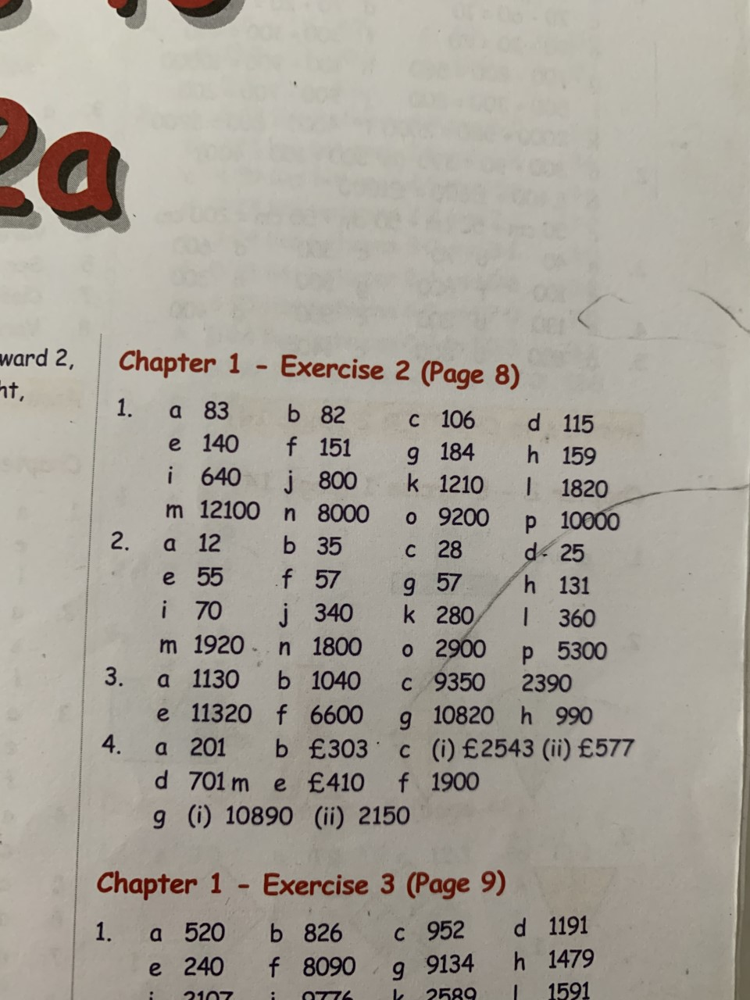 2a
ward 2,
ht,
Chapter 1 - Exercise 2 (Page 8)
1. a 83 b 82 c 106 d 115
e 140 f 151 g 184 h 159
i 640 j 800 k 1210 l 1820
m 12100 n 8000 o 9200 p 10000
2. a 12 b 35 c 28 d 25
e 55 f 57 g 57 h 131
i 70 j 340 k 280 l 360
m 1920 n 1800 o 2900 p 5300
3. a 1130 b 1040 c 9350 2390
e 11320 f 6600 g 10820 h 990
4. a 201 b £303 c (i) £2543 (ii) £577
d 701 m e £410 f 1900
g (i) 10890 (ii) 2150
Chapter 1 - Exercise 3 (Page 9)
1. a 520 b 826 c 952 d 1191
e 240 f 8090 g 9134 h 1479
i 2107 j 9776 k 2589 l 1591